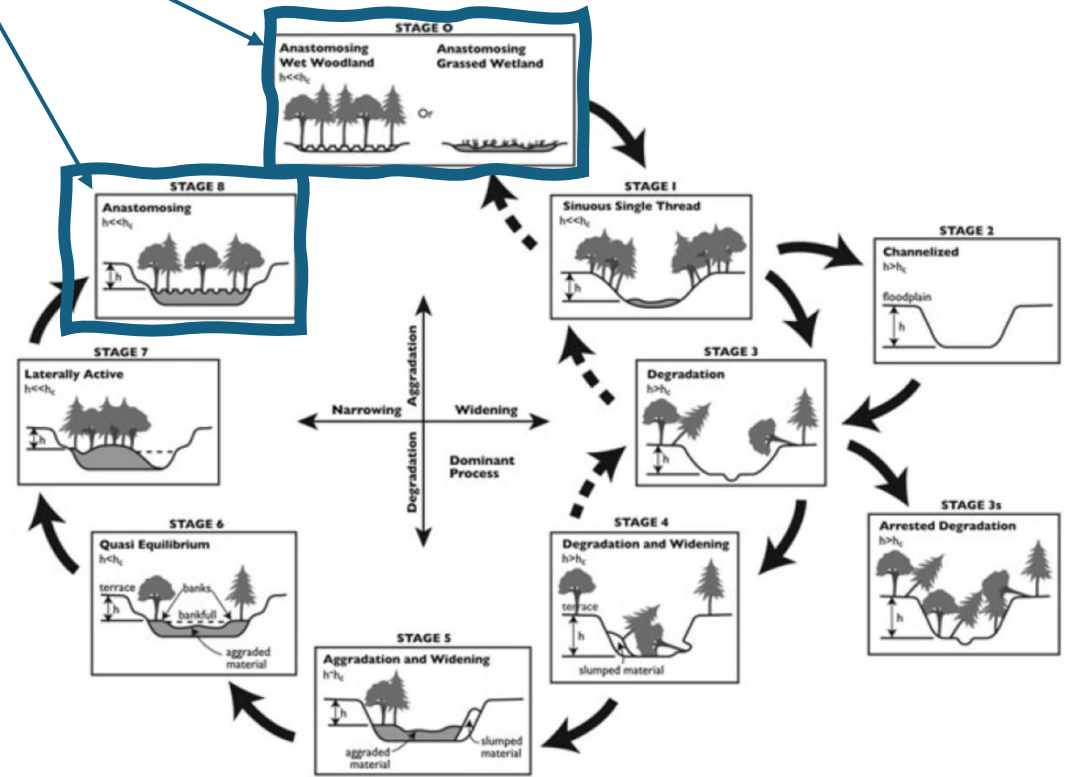 STAGE 0
Anastomosing
Wet Woodland
h<<hc
Or
Anastomosing
Grassed Wetland
STAGE 1
Sinuous Single Thread
h<<hc
h
STAGE 2
Channelized
h>hc
floodplain
h
STAGE 3
Degradation
h>hc
h
STAGE 3s
Arrested Degradation
h>hc
h
STAGE 4
Degradation and Widening
h>hc
terrace
h
slumped material
STAGE 5
Aggradation and Widening
h~hc
h
aggraded
material
slumped
material
STAGE 6
Quasi Equilibrium
h<hc
terrace
banks
h
bankfull
aggraded
material
STAGE 7
Laterally Active
h<<hc
h
STAGE 8
Anastomosing
h<<hc
h
Aggradation
Narrowing
Widening
Degradation
Dominant
Process